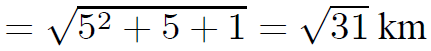 = √(5² + 5 + 1) = √31 km